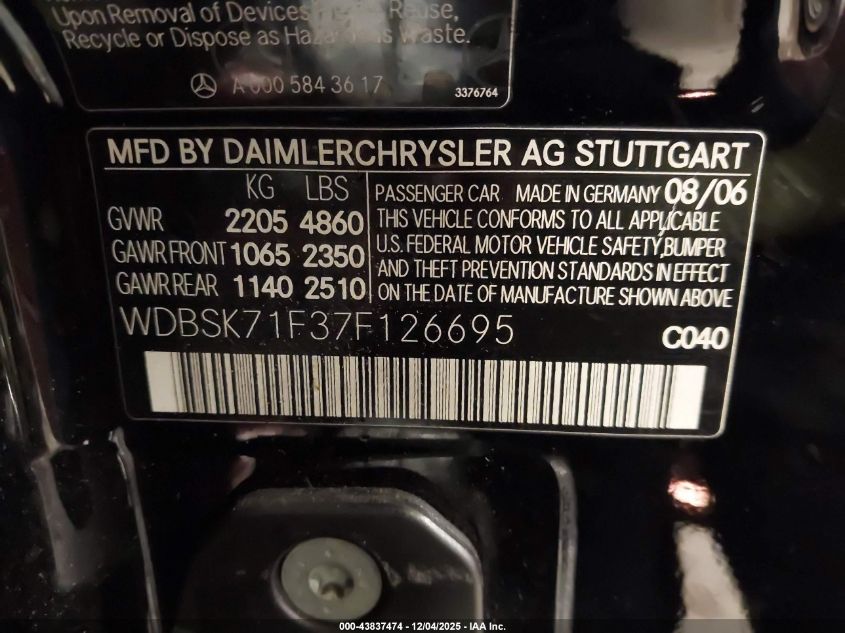 Upon Removal of Devices Reuse,
Recycle or Dispose as Hazardous Waste.
A 000 584 36 17
3376764
MFD BY DAIMLERCHRYSLER AG STUTTGART
KG LBS
GVWR 2205 4860
GAWR FRONT 1065 2350
GAWR REAR 1140 2510
PASSENGER CAR MADE IN GERMANY 08/06
THIS VEHICLE CONFORMS TO ALL APPLICABLE
U.S. FEDERAL MOTOR VEHICLE SAFETY,BUMPER
AND THEFT PREVENTION STANDARDS IN EFFECT
ON THE DATE OF MANUFACTURE SHOWN ABOVE
WDBSK71F37F126695
C040
000-43837474 - 12/04/2025 - IAA Inc.